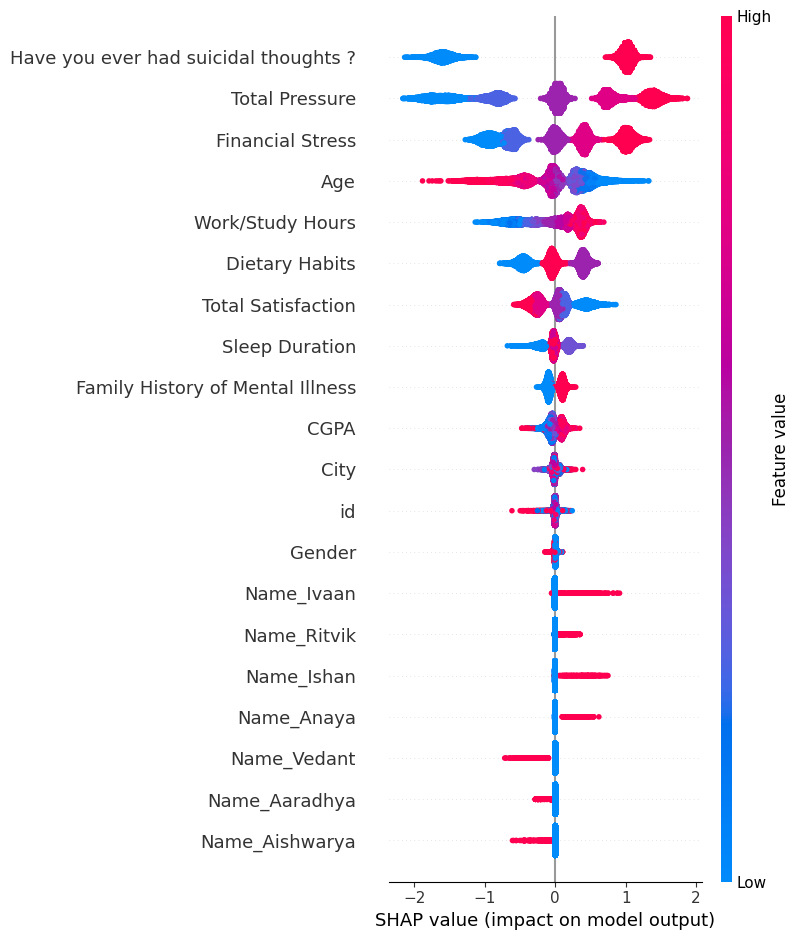 High
Have you ever had suicidal thoughts ?
Total Pressure
Financial Stress
Age
Work/Study Hours
Dietary Habits
Total Satisfaction
Sleep Duration
Family History of Mental Illness
CGPA
City
id
Gender
Name_Ivaan
Name_Ritvik
Name_Ishan
Name_Anaya
Name_Vedant
Name_Aaradhya
Name_Aishwarya
Feature value
Low
−2 −1 0 1 2
SHAP value (impact on model output)